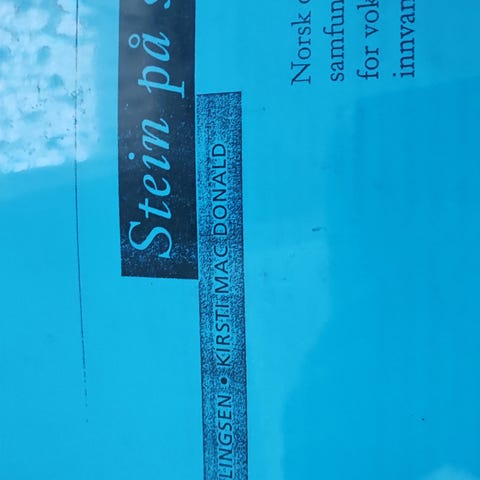 Stein på s
LINGSEN • KIRSTI MAC DONALD
Norsk o
samfun
for vok
innvan